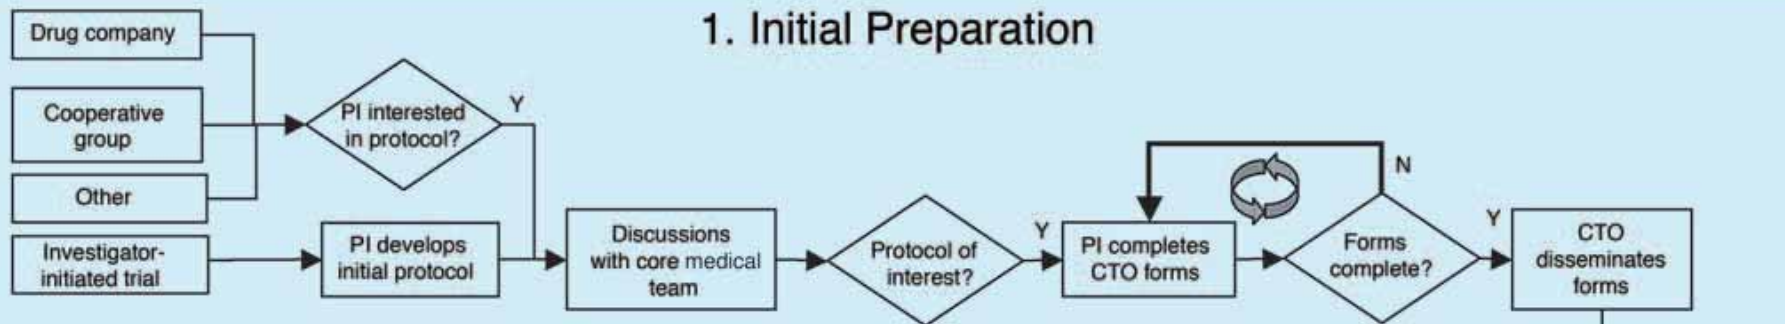 1. Initial Preparation
Drug company
Cooperative
group
Other
Investigator-
initiated trial
PI interested
in protocol?
Y
PI develops
initial protocol
Discussions
with core medical
team
Protocol of
interest?
Y
PI completes
CTO forms
N
Forms
complete?
Y
CTO
disseminates
forms